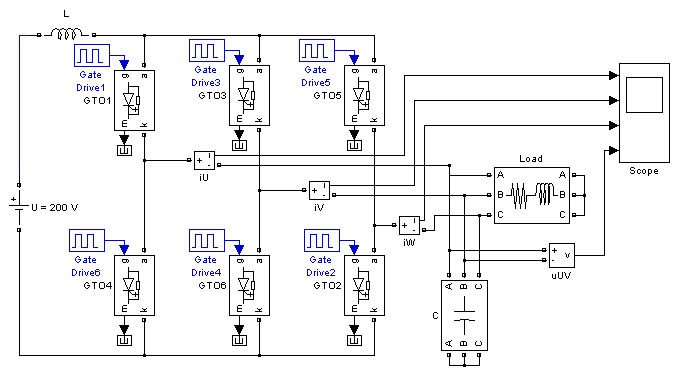 L
g a
Gate
Drive1
GTO1
m k
g a
Gate
Drive3
GTO3
m k
g a
Gate
Drive5
GTO5
m k
Scope
+ i
-
iU
+ i
-
iV
+ i
-
iW
Load
A A
B B
C C
+
U = 200 V
g a
Gate
Drive6
GTO4
m k
g a
Gate
Drive4
GTO6
m k
g a
Gate
Drive2
GTO2
m k
+ v
-
uUV
A B C
C
A B C